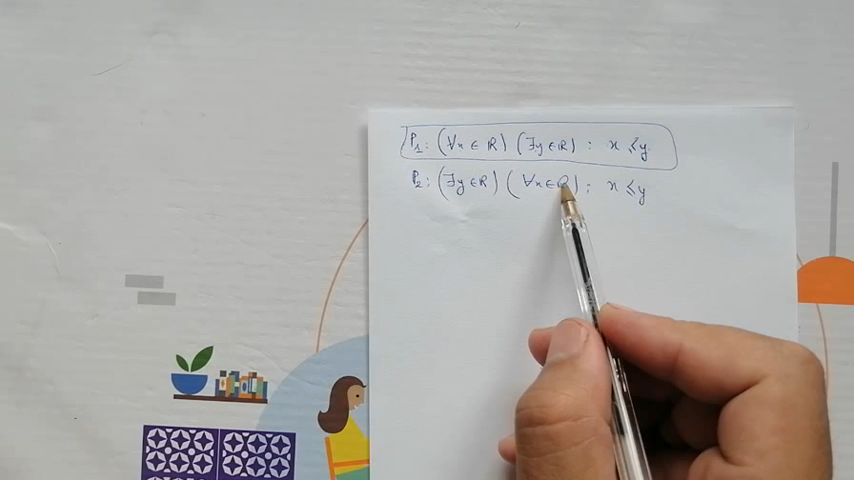 P₁: (∀x ∈ ℝ) (∃y ∈ ℝ) : x ⩽ y.
P₂: (∃y ∈ ℝ) (∀x ∈ ℝ) : x ⩽ y